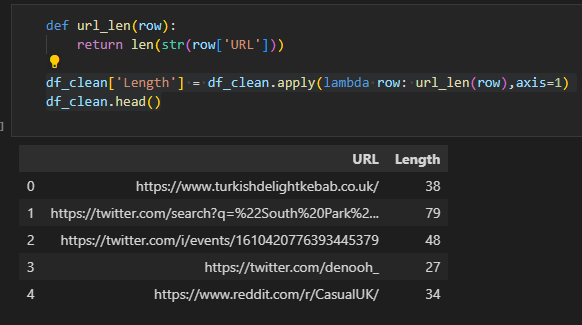 def url_len(row):
return len(str(row['URL']))
df_clean['Length'] = df_clean.apply(lambda row: url_len(row),axis=1)
df_clean.head()
]
URL Length
0 https://www.turkishdelightkebab.co.uk/ 38
1 https://twitter.com/search?q=%22South%20Park%2... 79
2 https://twitter.com/i/events/1610420776393445379 48
3 https://twitter.com/denooh_ 27
4 https://www.reddit.com/r/CasualUK/ 34